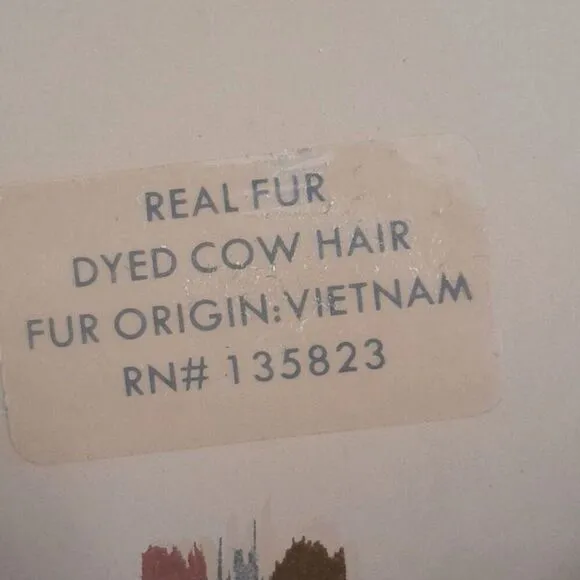 REAL FUR
DYED COW HAIR
FUR ORIGIN:VIETNAM
RN# 135823